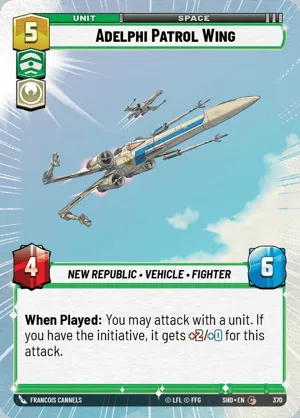 UNIT
SPACE
5
ADELPHI PATROL WING
4
6
NEW REPUBLIC • VEHICLE • FIGHTER
When Played: You may attack with a unit. If
you have the initiative, it gets +2/+0 for this
attack.
FRANCOIS CANNELS
© LFL © FFG
SHD • EN
C
370